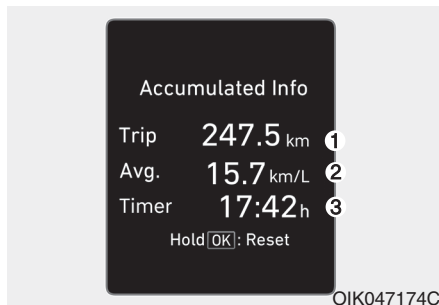 Accumulated Info
Trip 247.5 km 1
Avg. 15.7 km/L 2
Timer 17:42 h 3
Hold OK : Reset
OIK047174C